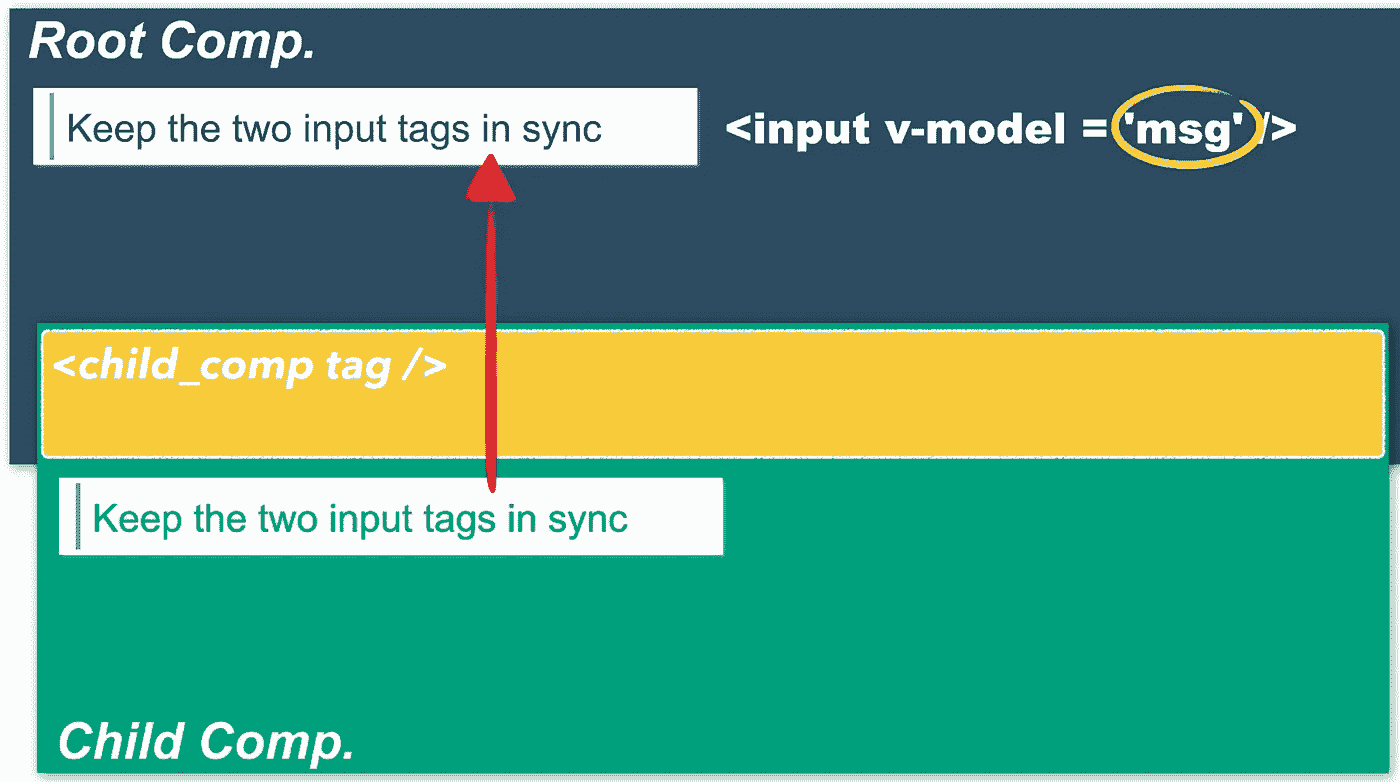 Root Comp.
Keep the two input tags in sync
<input v-model = 'msg' />
<child_comp tag />
Keep the two input tags in sync
Child Comp.